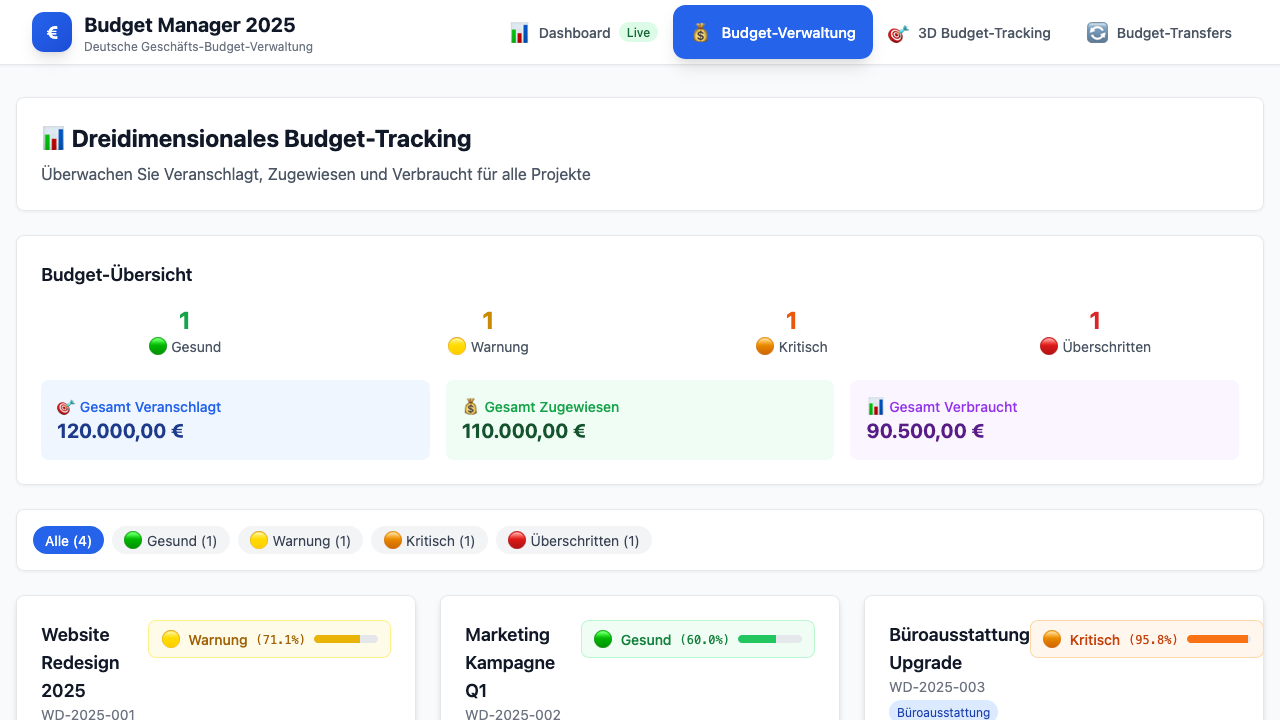 €
Budget Manager 2025
Deutsche Geschäfts-Budget-Verwaltung
Dashboard Live
Budget-Verwaltung
3D Budget-Tracking
Budget-Transfers
Dreidimensionales Budget-Tracking
Überwachen Sie Veranschlagt, Zugewiesen und Verbraucht für alle Projekte
Budget-Übersicht
1
Gesund
1
Warnung
1
Kritisch
1
Überschritten
Gesamt Veranschlagt
120.000,00 €
Gesamt Zugewiesen
110.000,00 €
Gesamt Verbraucht
90.500,00 €
Alle (4)
Gesund (1)
Warnung (1)
Kritisch (1)
Überschritten (1)
Website
Redesign
2025
WD-2025-001
Warnung (71.1%)
Marketing
Kampagne
Q1
WD-2025-002
Gesund (60.0%)
Büroausstattung
Upgrade
WD-2025-003
Büroausstattung
Kritisch (95.8%)